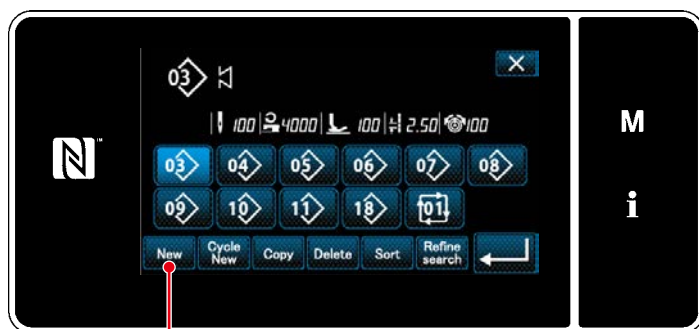 03
100 4000 100 2.50 100
M
03 04 05 06 07 08
i
09 10 11 18 01
New Cycle New Copy Delete Sort Refine search